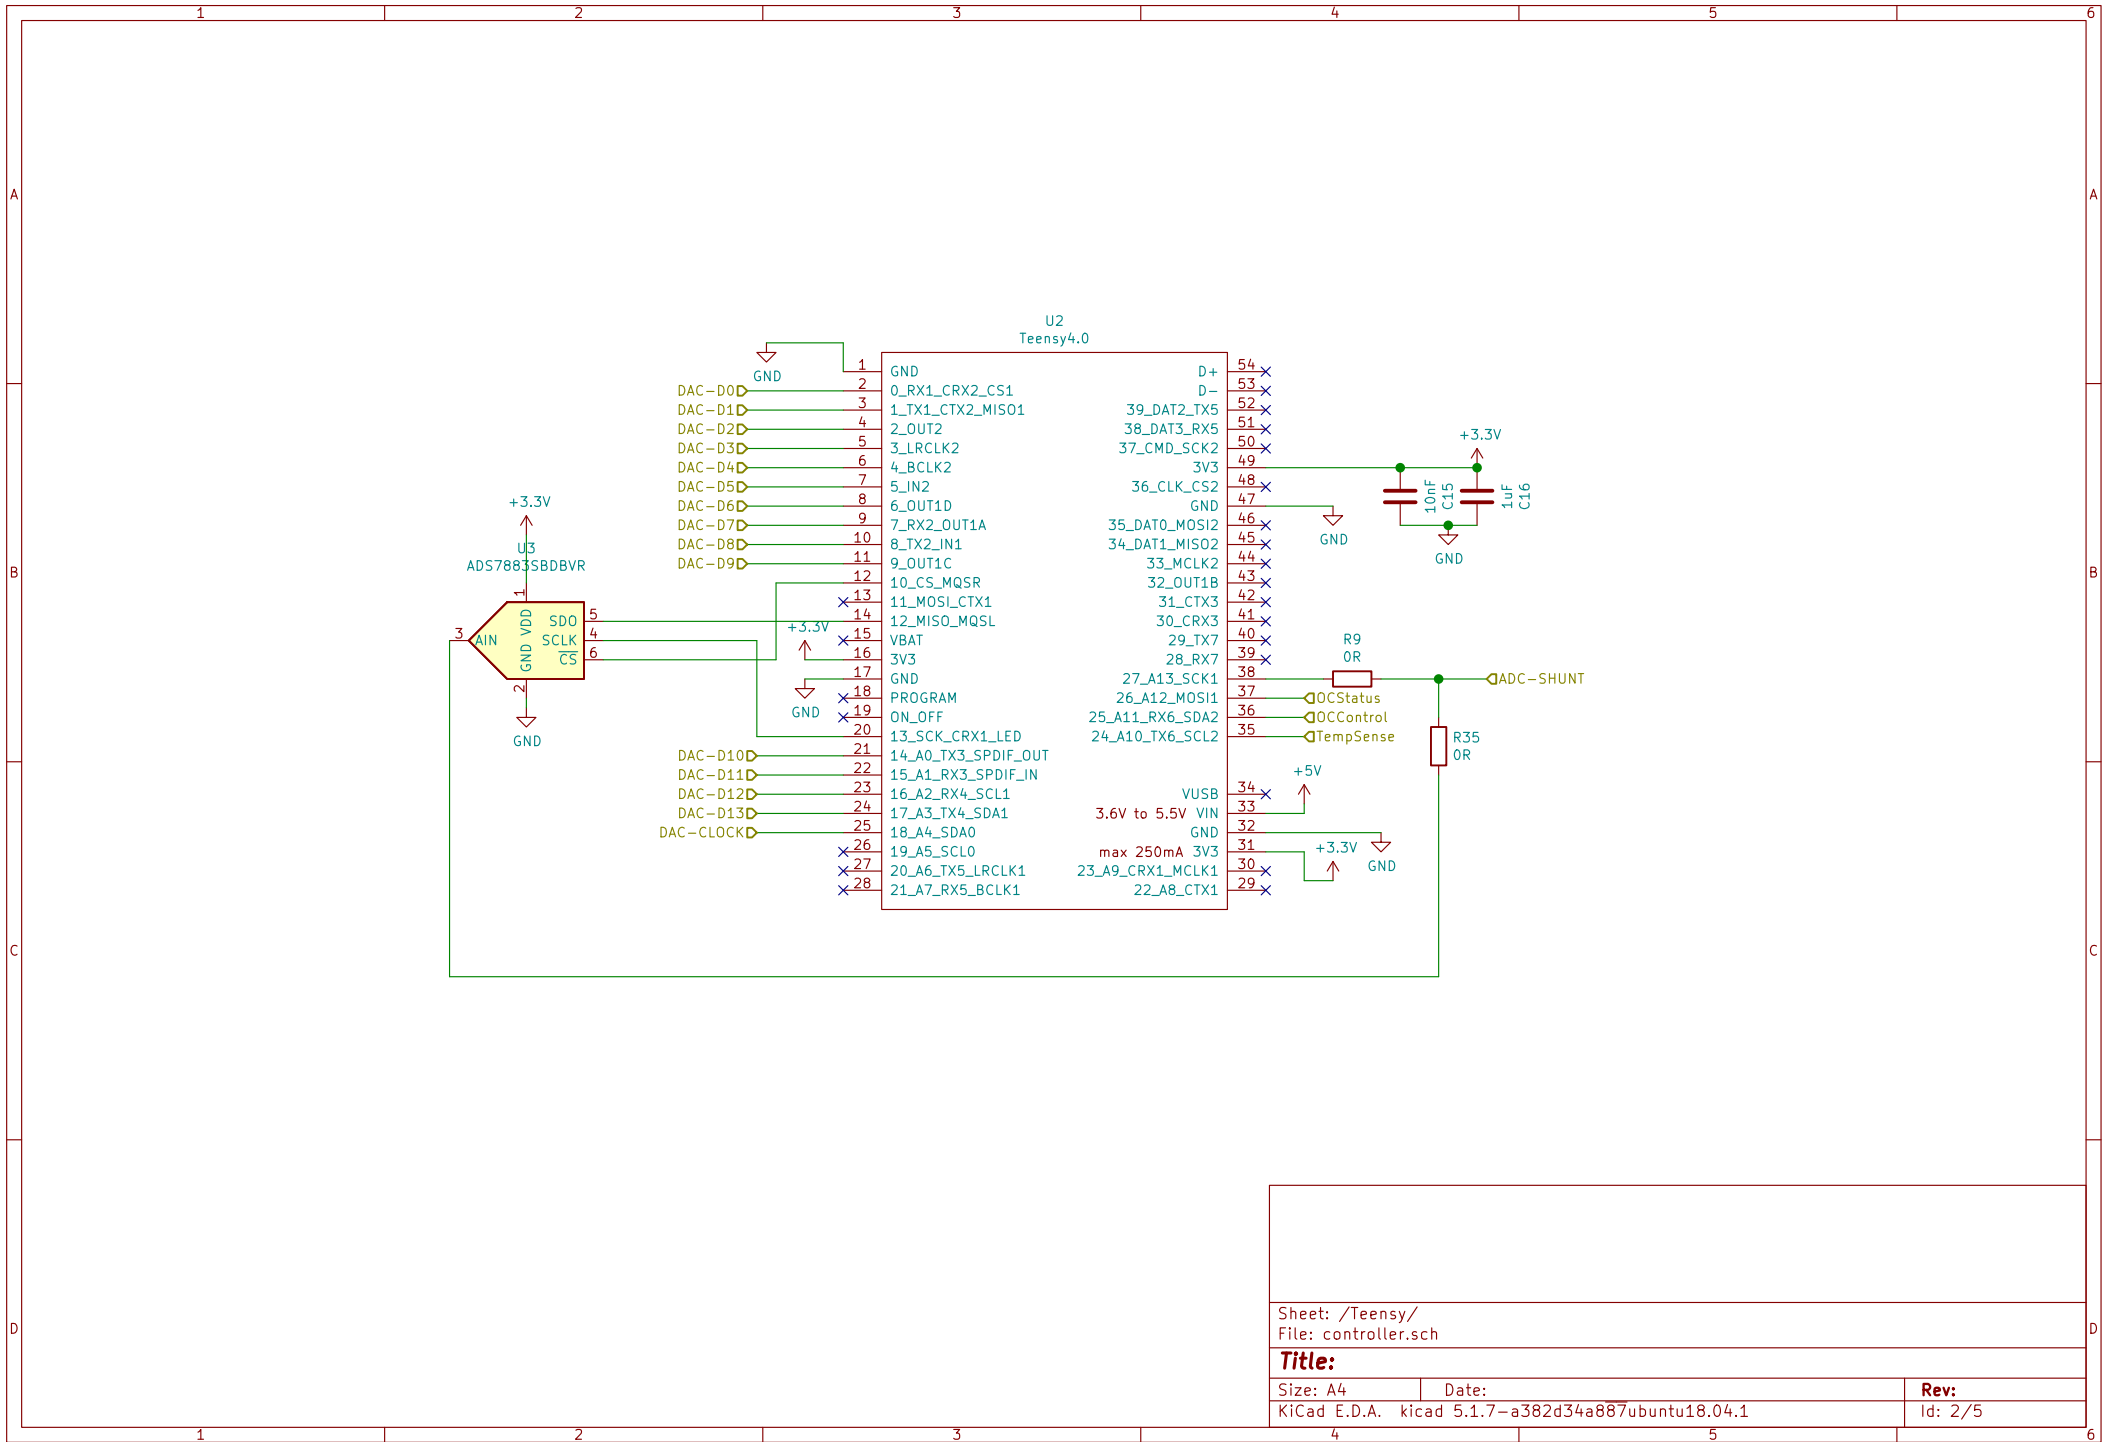 1 2 3 4 5 6
A A
B B
C C
D D
1 2 3 4 5 6
U2
Teensy4.0
GND
1 GND
2 0_RX1_CRX2_CS1
3 1_TX1_CTX2_MISO1
4 2_OUT2
5 3_LRCLK2
6 4_BCLK2
7 5_IN2
8 6_OUT1D
9 7_RX2_OUT1A
10 8_TX2_IN1
11 9_OUT1C
12 10_CS_MQSR
13 11_MOSI_CTX1
14 12_MISO_MQSL
15 VBAT
16 3V3
17 GND
18 PROGRAM
19 ON_OFF
20 13_SCK_CRX1_LED
21 14_A0_TX3_SPDIF_OUT
22 15_A1_RX3_SPDIF_IN
23 16_A2_RX4_SCL1
24 17_A3_TX4_SDA1
25 18_A4_SDA0
26 19_A5_SCL0
27 20_A6_TX5_LRCLK1
28 21_A7_RX5_BCLK1
D+ 54
D- 53
39_DAT2_TX5 52
38_DAT3_RX5 51
37_CMD_SCK2 50
3V3 49
36_CLK_CS2 48
GND 47
35_DAT0_MOSI2 46
34_DAT1_MISO2 45
33_MCLK2 44
32_OUT1B 43
31_CTX3 42
30_CRX3 41
29_TX7 40
28_RX7 39
27_A13_SCK1 38
26_A12_MOSI1 37
25_A11_RX6_SDA2 36
24_A10_TX6_SCL2 35
VUSB 34
3.6V to 5.5V VIN 33
GND 32
max 250mA 3V3 31
23_A9_CRX1_MCLK1 30
22_A8_CTX1 29
DAC-D0
DAC-D1
DAC-D2
DAC-D3
DAC-D4
DAC-D5
DAC-D6
DAC-D7
DAC-D8
DAC-D9
DAC-D10
DAC-D11
DAC-D12
DAC-D13
DAC-CLOCK
+3.3V
GND
+3.3V
U3
ADS7883SBDBVR
1 VDD
2 GND
3 AIN
SDO 5
SCLK 4
CS 6
GND
+3.3V
10nF
C15
1uF
C16
GND
GND
R9
0R
ADC-SHUNT
OCStatus
OCControl
TempSense
R35
0R
+5V
+3.3V
GND
Sheet: /Teensy/
File: controller.sch
Title:
Size: A4 Date: Rev:
KiCad E.D.A. kicad 5.1.7-a382d34a887ubuntu18.04.1 Id: 2/5